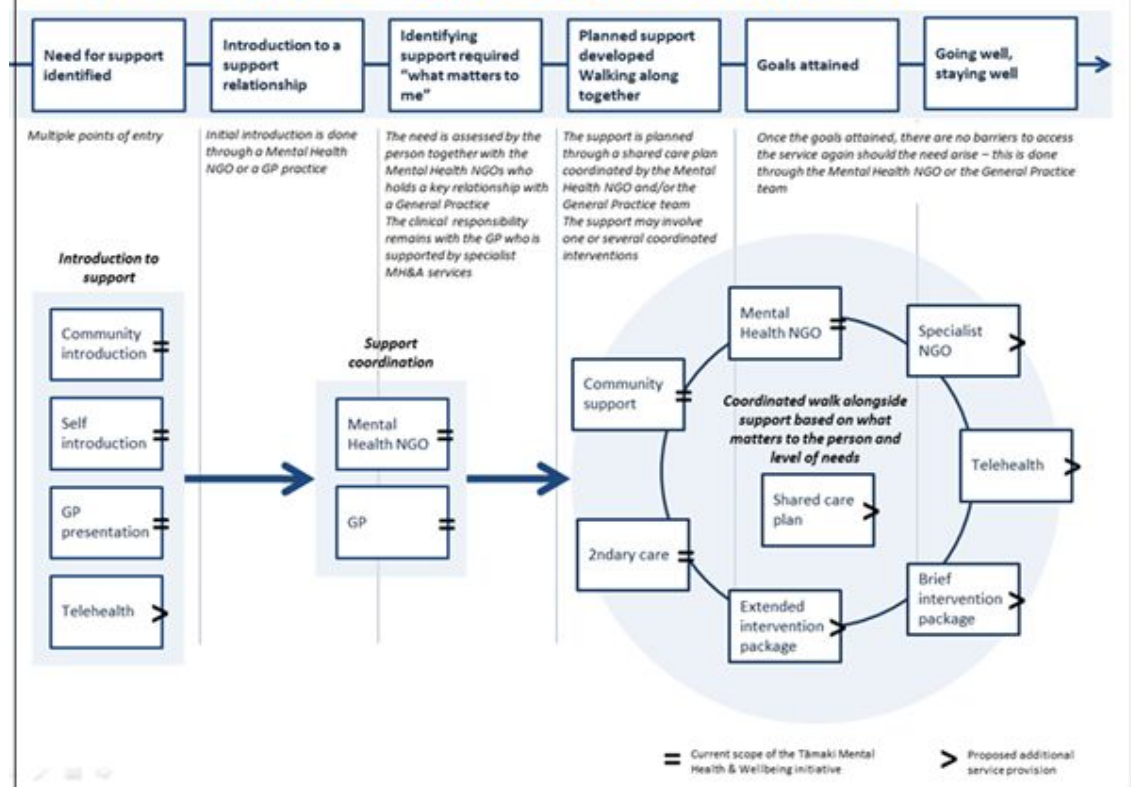 Need for support
identified
Introduction to a
support
relationship
Identifying
support required
"what matters to
me"
Planned support
developed
Walking along
together
Goals attained
Going well,
staying well
Multiple points of entry
Initial introduction is done
through a Mental Health
NGO or a GP practice
The need is assessed by the
person together with the
Mental Health NGOs who
holds a key relationship with
a General Practice
The clinical responsibility
remains with the GP who is
supported by specialist
MH&A services
The support is planned
through a shared care plan
coordinated by the Mental
Health NGO and/or the
General Practice team
The support may involve
one or several coordinated
interventions
Once the goals attained, there are no barriers to access
the service again should the need arise – this is done
through the Mental Health NGO or the General Practice
team
Introduction to
support
Community
introduction =
Self
introduction =
GP
presentation =
Telehealth >
Support
coordination
Mental
Health NGO =
GP =
Mental
Health NGO =
Specialist
NGO >
Community
support =
Coordinated walk alongside
support based on what
matters to the person and
level of needs
Telehealth >
Shared care
plan >
2ndary care =
Extended
intervention
package >
Brief
intervention
package >
= Current scope of the Tāmaki Mental
Health & Wellbeing initiative
> Proposed additional
service provision